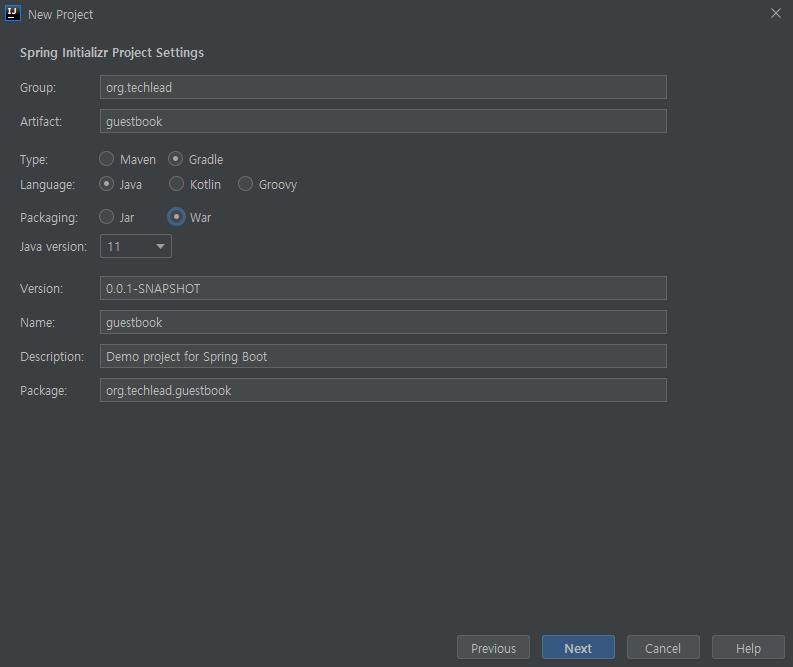 IJ New Project
Spring Initializr Project Settings
Group: org.techlead
Artifact: guestbook
Type: Maven Gradle
Language: Java Kotlin Groovy
Packaging: Jar War
Java version: 11
Version: 0.0.1-SNAPSHOT
Name: guestbook
Description: Demo project for Spring Boot
Package: org.techlead.guestbook
Previous Next Cancel Help